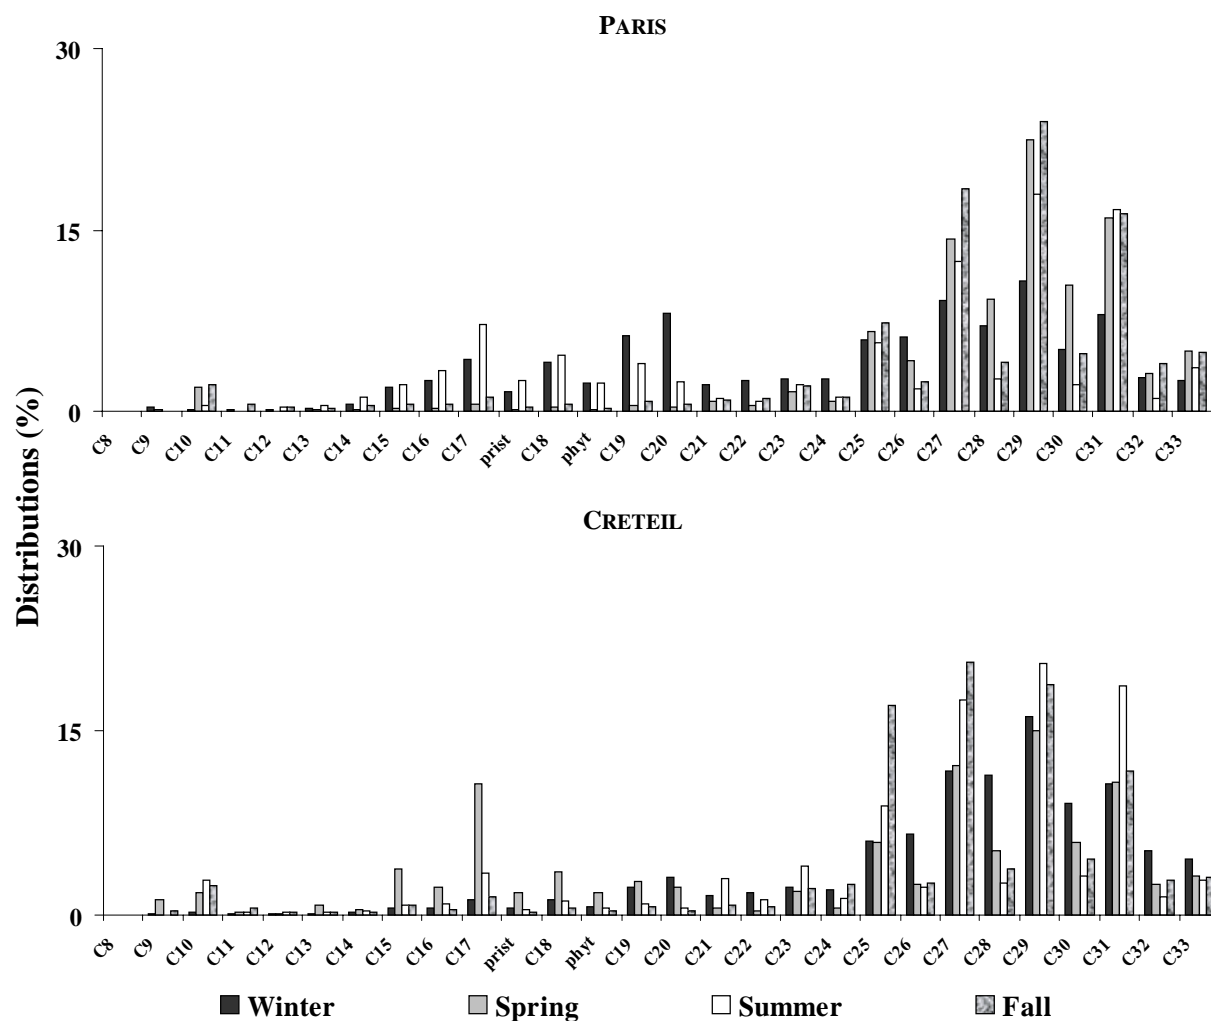 PARIS
30
15
0
C8 C9 C10 C11 C12 C13 C14 C15 C16 C17 prist C18 phyt C19 C20 C21 C22 C23 C24 C25 C26 C27 C28 C29 C30 C31 C32 C33
Distributions (%)
CRETEIL
30
15
0
C8 C9 C10 C11 C12 C13 C14 C15 C16 C17 prist C18 phyt C19 C20 C21 C22 C23 C24 C25 C26 C27 C28 C29 C30 C31 C32 C33
Winter Spring Summer Fall